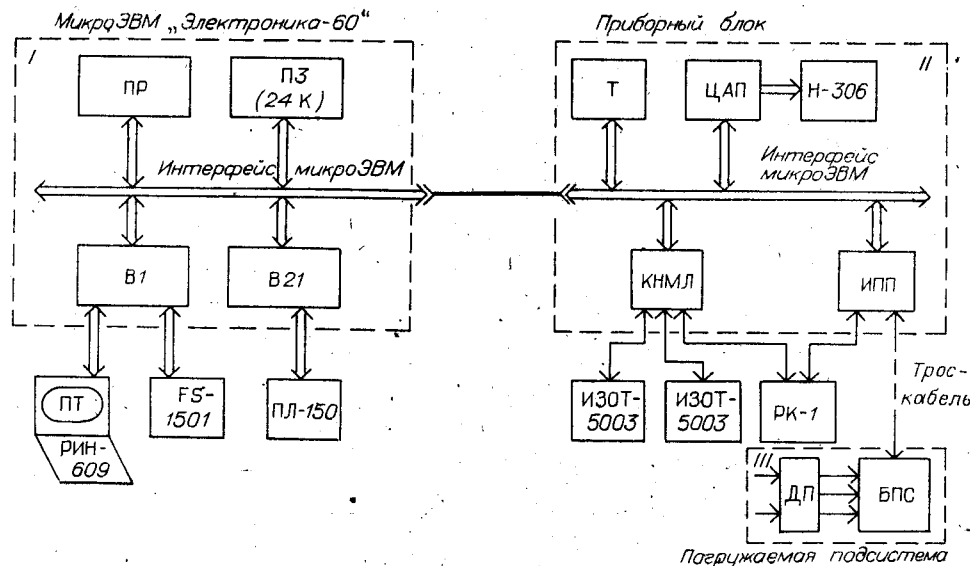 МикроЭВМ „Электроника-60“
Приборный блок
I
II
ПР
ПЗ
(24 К)
Т
ЦАП
Н-306
Интерфейс микроЭВМ
Интерфейс
микроЭВМ
В1
В21
КНМЛ
ИПП
ПТ
РИН-
609
FS-
1501
ПЛ-150
ИЗОТ-
5003
ИЗОТ-
5003
РК-1
Трос-
кабель
III
ДП
БПС
Погружаемая подсистема